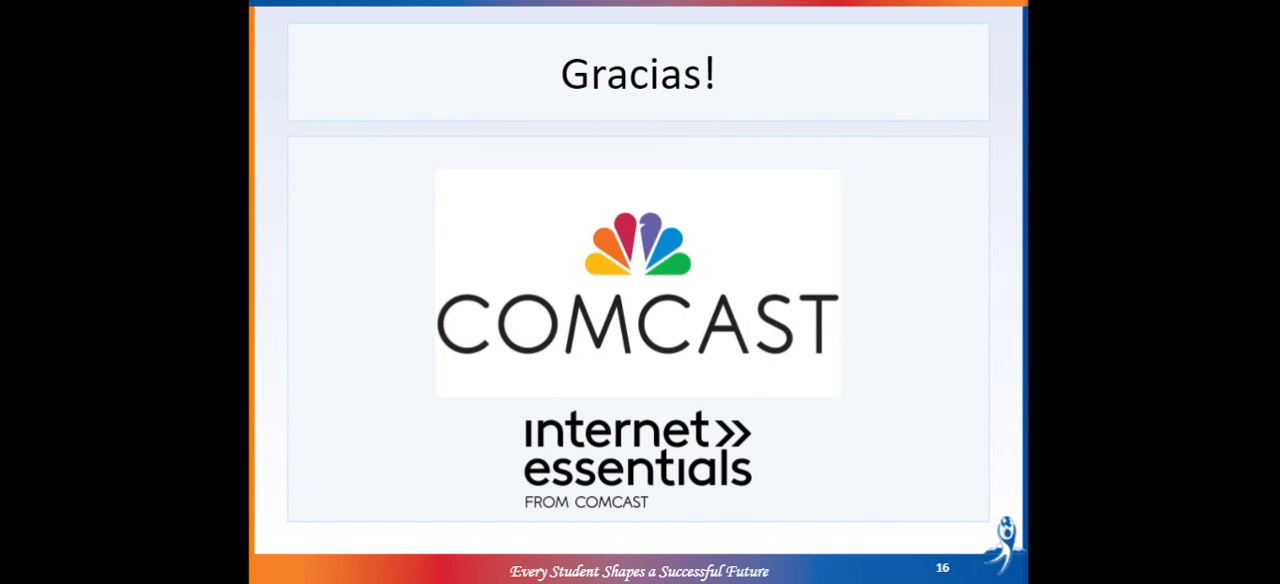 Gracias!
COMCAST
internet»
essentials
FROM COMCAST
Every Student Shapes a Successful Future
16